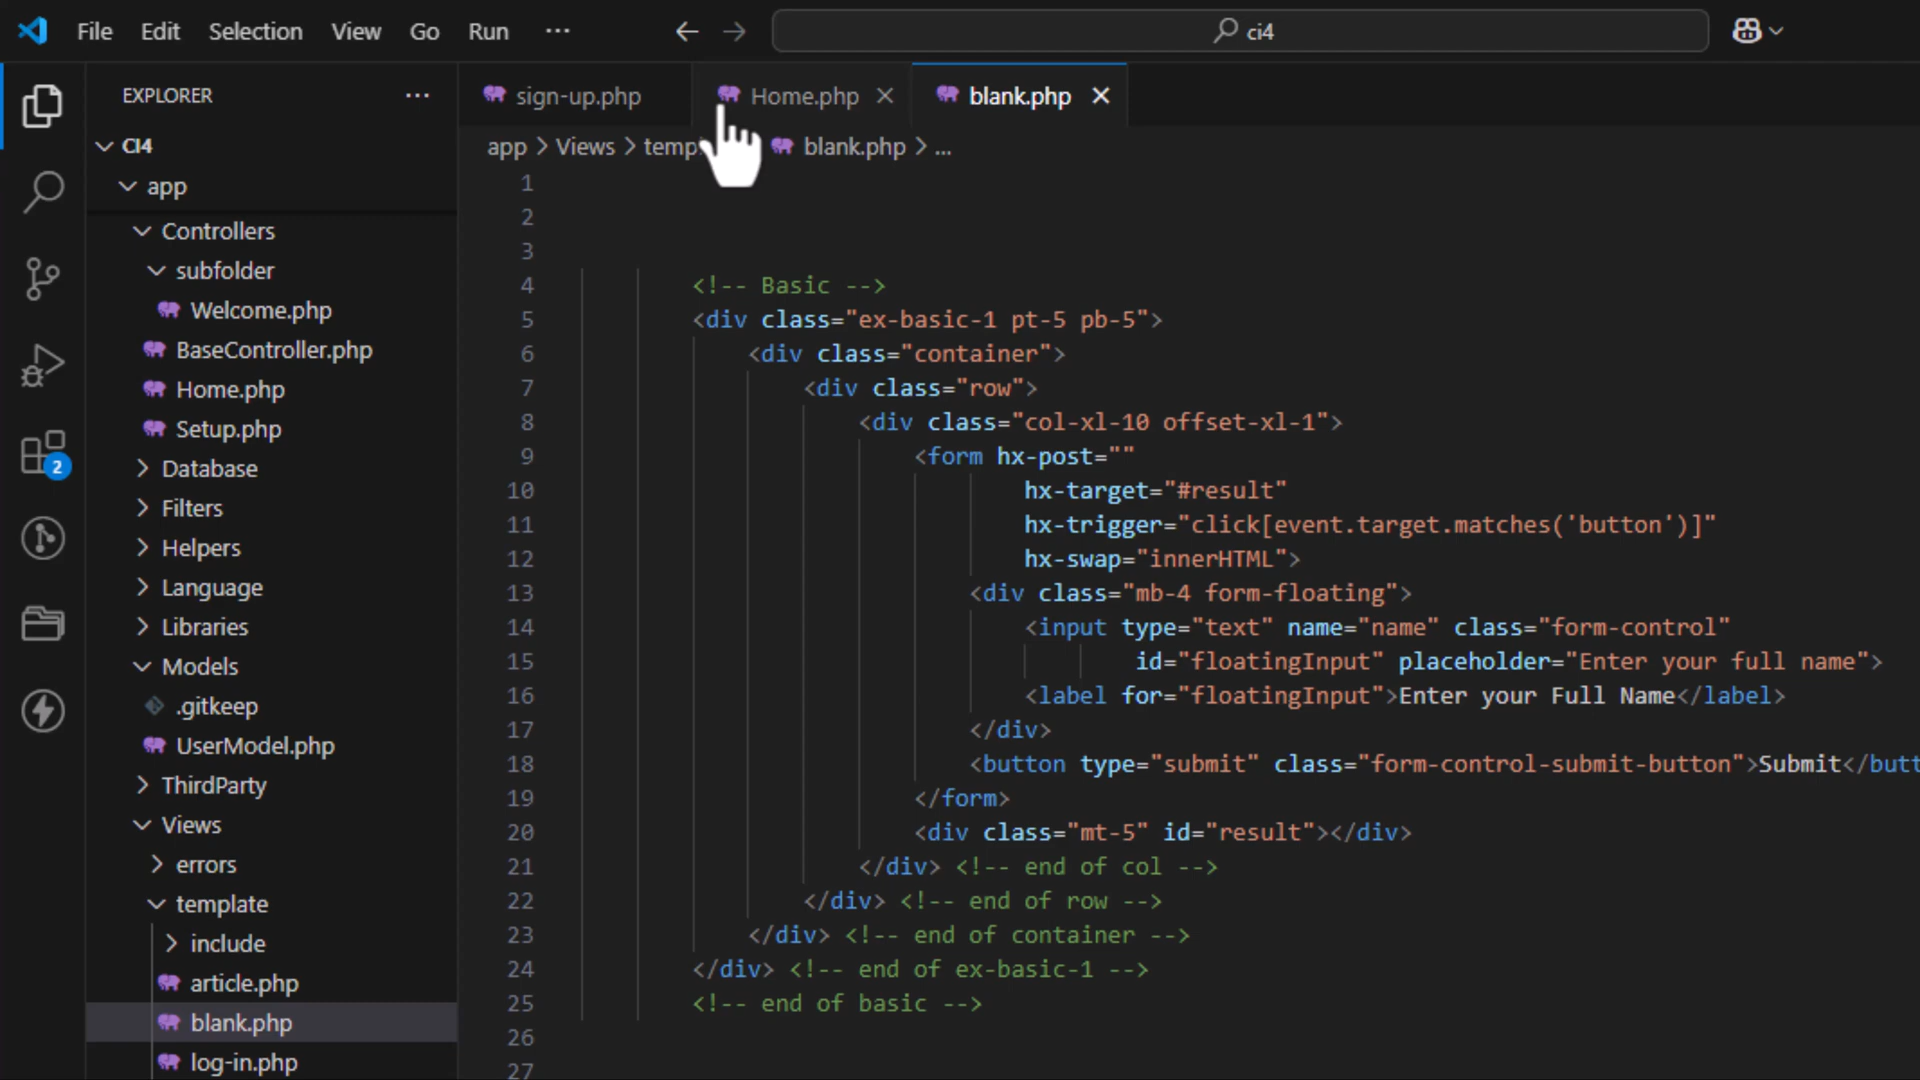 File Edit Selection View Go Run ... ci4
EXPLORER ...
CI4
app
Controllers
subfolder
Welcome.php
BaseController.php
Home.php
Setup.php
Database
Filters
Helpers
Language
Libraries
Models
.gitkeep
UserModel.php
ThirdParty
Views
errors
template
include
article.php
blank.php
log-in.php
2
sign-up.php Home.php blank.php
app > Views > temp blank.php > ...
1
2
3
4 <!-- Basic -->
5 <div class="ex-basic-1 pt-5 pb-5">
6 <div class="container">
7 <div class="row">
8 <div class="col-xl-10 offset-xl-1">
9 <form hx-post=""
10 hx-target="#result"
11 hx-trigger="click[event.target.matches('button')]"
12 hx-swap="innerHTML">
13 <div class="mb-4 form-floating">
14 <input type="text" name="name" class="form-control"
15 id="floatingInput" placeholder="Enter your full name">
16 <label for="floatingInput">Enter your Full Name</label>
17 </div>
18 <button type="submit" class="form-control-submit-button">Submit</butt
19 </form>
20 <div class="mt-5" id="result"></div>
21 </div> <!-- end of col -->
22 </div> <!-- end of row -->
23 </div> <!-- end of container -->
24 </div> <!-- end of ex-basic-1 -->
25 <!-- end of basic -->
26
27